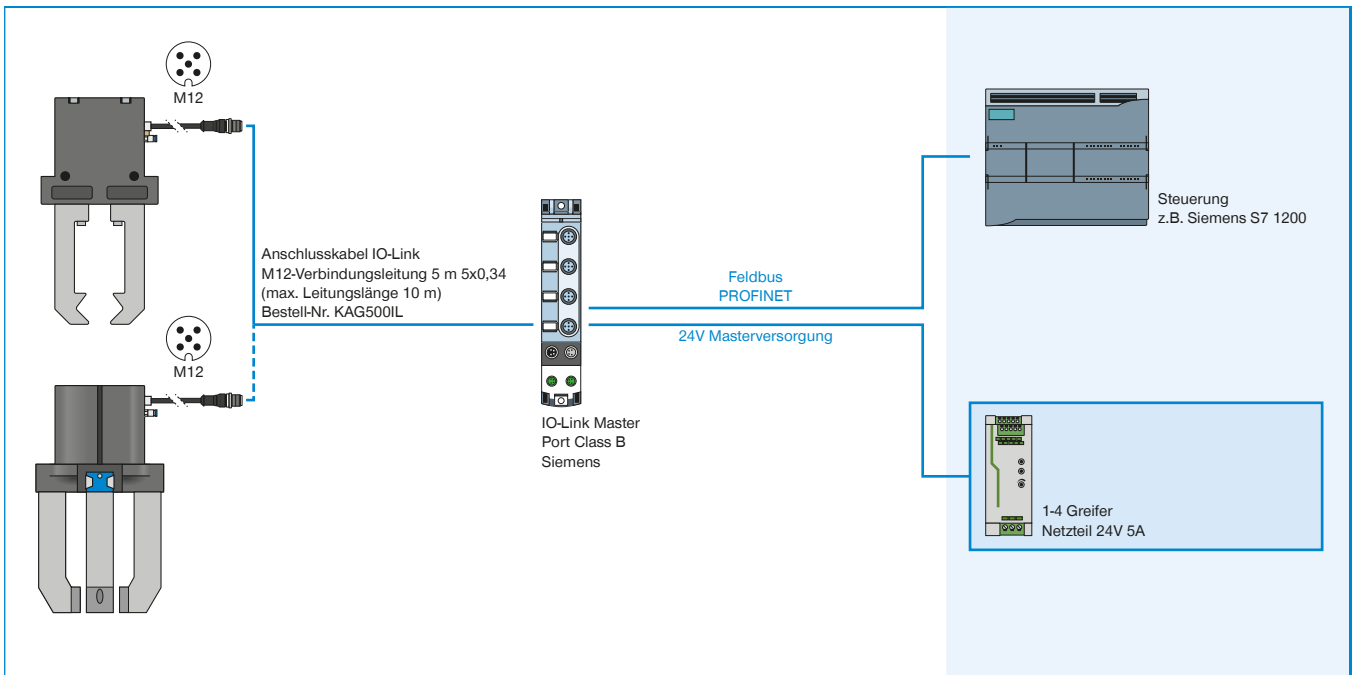 M12
Anschlusskabel IO-Link
M12-Verbindungsleitung 5 m 5x0,34
(max. Leitungslänge 10 m)
Bestell-Nr. KAG500IL
M12
IO-Link Master
Port Class B
Siemens
Feldbus
PROFINET
24V Masterversorgung
Steuerung
z.B. Siemens S7 1200
1-4 Greifer
Netzteil 24V 5A